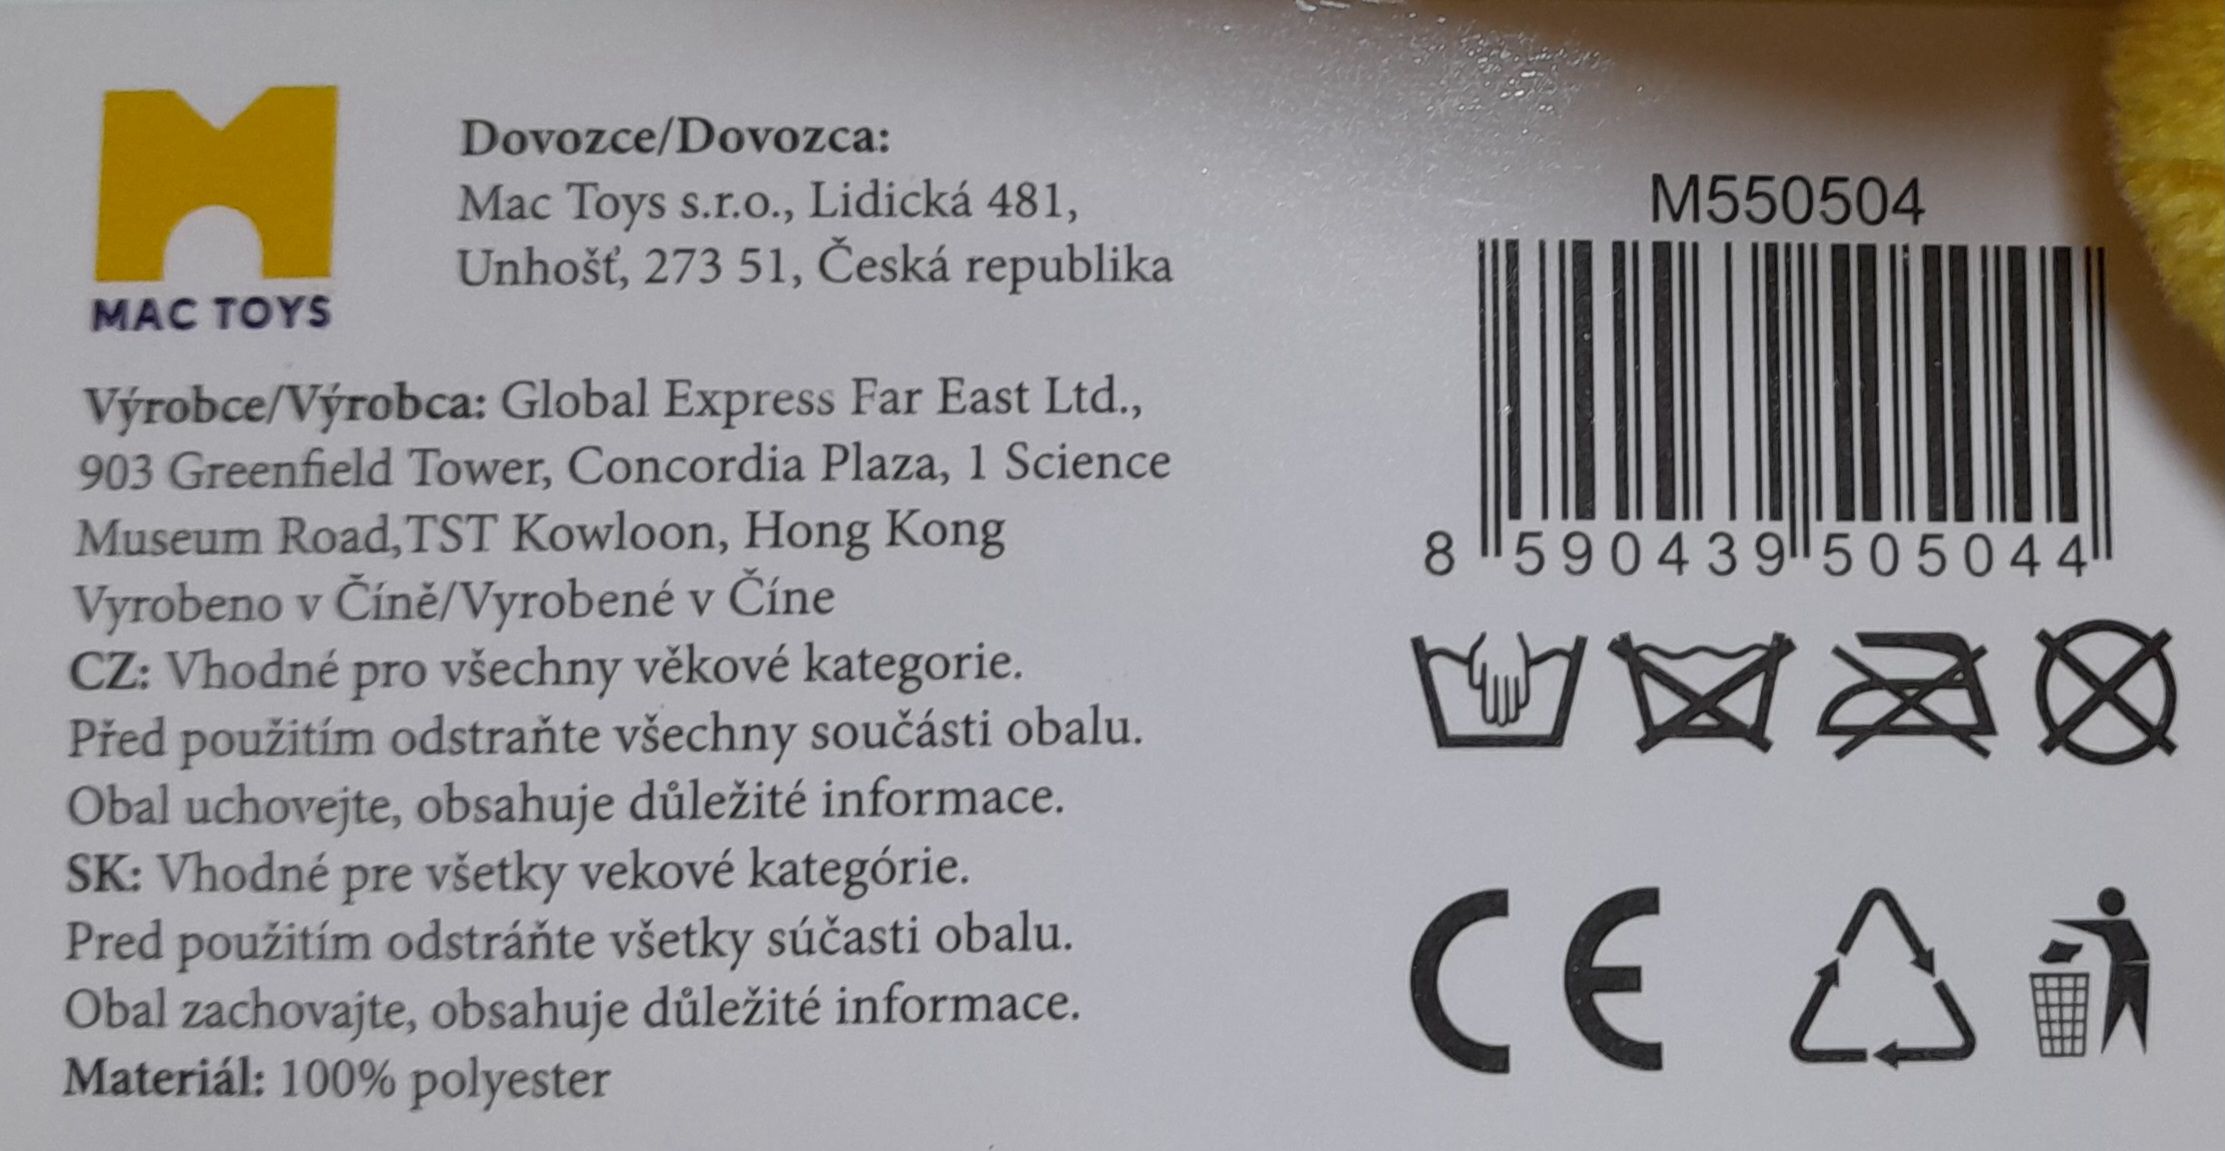 MAC TOYS
Dovozce/Dovozca:
Mac Toys s.r.o., Lidická 481,
Unhošť, 273 51, Česká republika
Výrobce/Výrobca: Global Express Far East Ltd.,
903 Greenfield Tower, Concordia Plaza, 1 Science
Museum Road,TST Kowloon, Hong Kong
Vyrobeno v Číně/Vyrobené v Číne
CZ: Vhodné pro všechny věkové kategorie.
Před použitím odstraňte všechny součásti obalu.
Obal uchovejte, obsahuje důležité informace.
SK: Vhodné pre všetky vekové kategórie.
Pred použitím odstráňte všetky súčasti obalu.
Obal zachovajte, obsahuje důležité informace.
Materiál: 100% polyester
M550504
8 590439 505044
CE